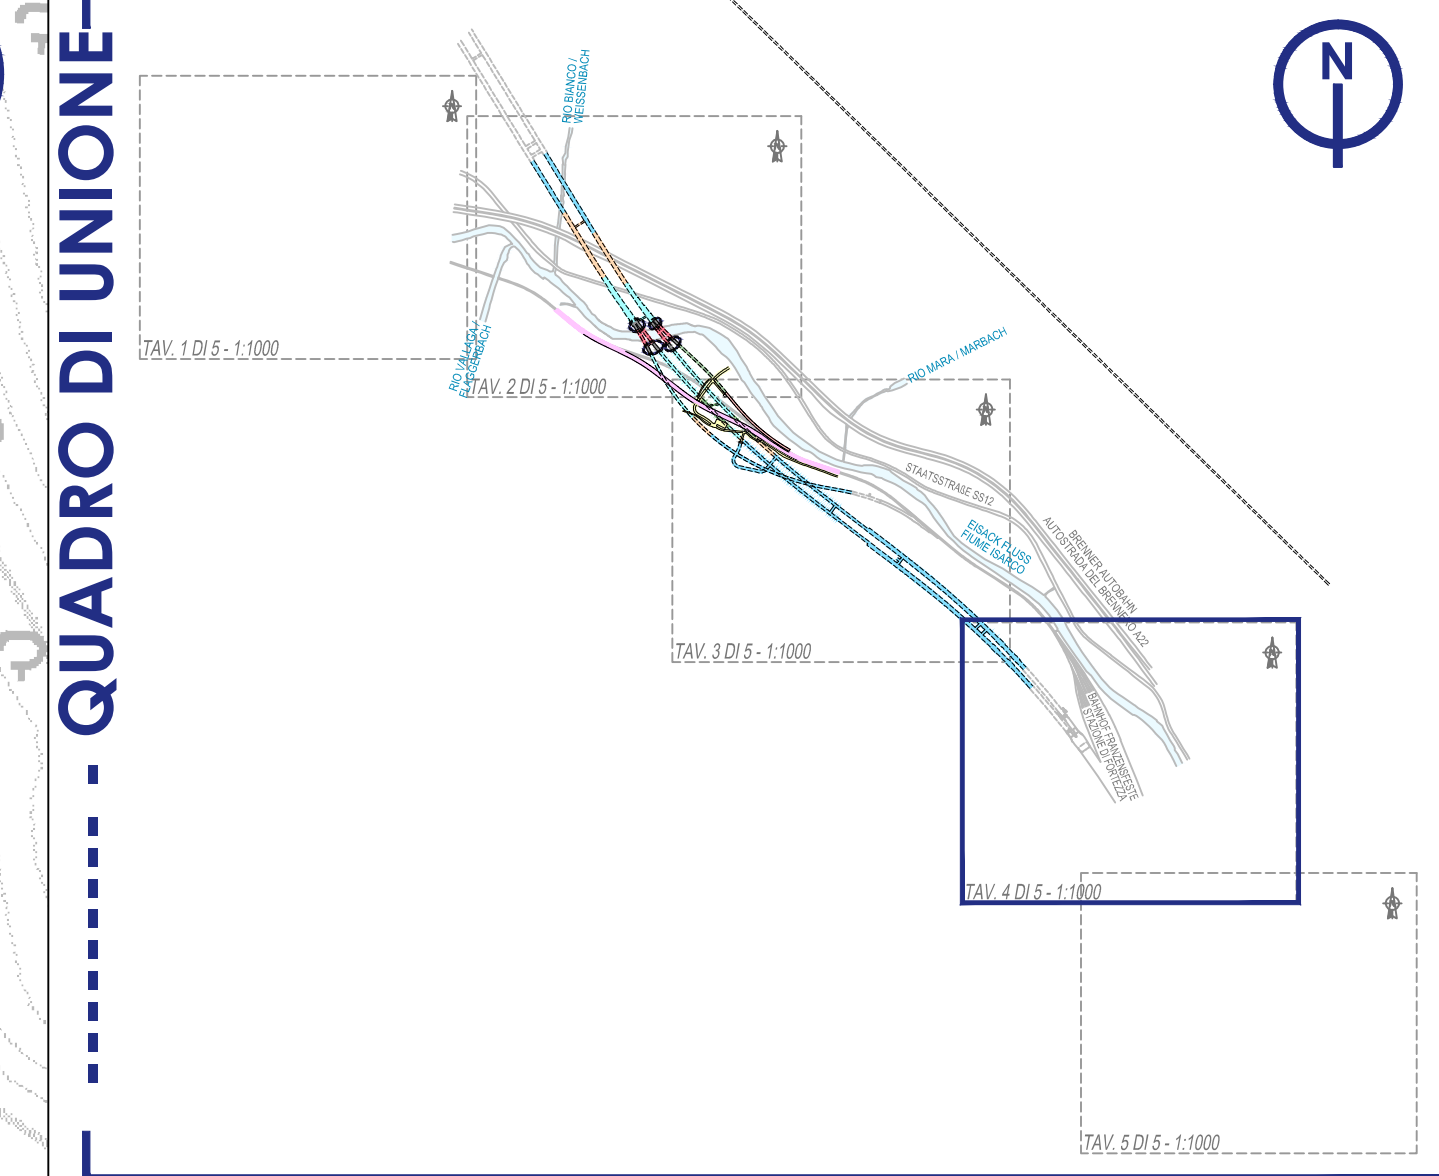 QUADRO DI UNIONE
N
RIO BIANCO /
WEISSENBACH
TAV. 1 DI 5 - 1:1000
RIO VALLAGA /
FLAGGERBACH
TAV. 2 DI 5 - 1:1000
RIO MARA / MARBACH
STAATSSTRAßE SS12
EISACK FLUSS
FIUME ISARCO
BRENNER AUTOBAHN
AUTOSTRADA DEL BRENNERO A22
TAV. 3 DI 5 - 1:1000
BAHNHOF FRANZENSFESTE
STAZIONE DI FORTEZZA
TAV. 4 DI 5 - 1:1000
TAV. 5 DI 5 - 1:1000